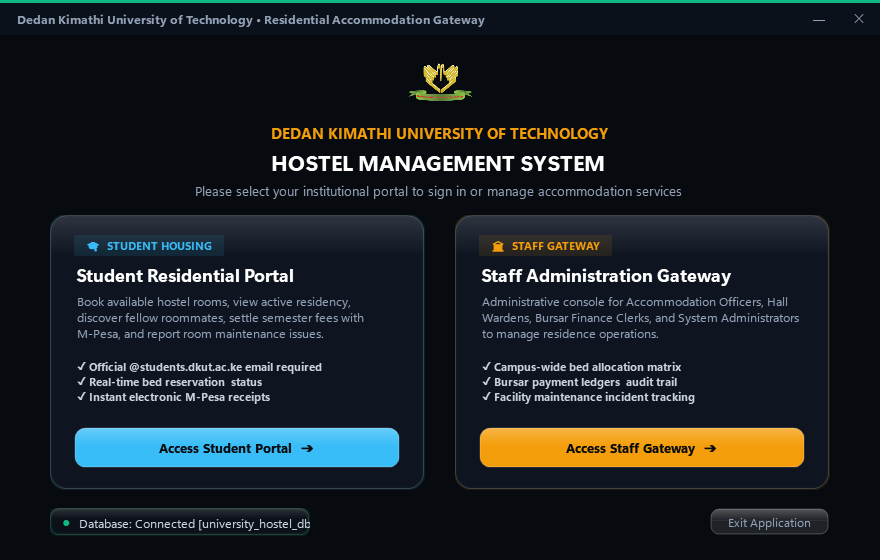 Dedan Kimathi University of Technology • Residential Accommodation Gateway
DEDAN KIMATHI UNIVERSITY OF TECHNOLOGY
HOSTEL MANAGEMENT SYSTEM
Please select your institutional portal to sign in or manage accommodation services
STUDENT HOUSING
Student Residential Portal
Book available hostel rooms, view active residency,
discover fellow roommates, settle semester fees with
M-Pesa, and report room maintenance issues.
✓ Official @students.dkut.ac.ke email required
✓ Real-time bed reservation  status
✓ Instant electronic M-Pesa receipts
Access Student Portal ➔
STAFF GATEWAY
Staff Administration Gateway
Administrative console for Accommodation Officers, Hall
Wardens, Bursar Finance Clerks, and System Administrators
to manage residence operations.
✓ Campus-wide bed allocation matrix
✓ Bursar payment ledgers  audit trail
✓ Facility maintenance incident tracking
Access Staff Gateway ➔
Database: Connected [university_hostel_db
Exit Application